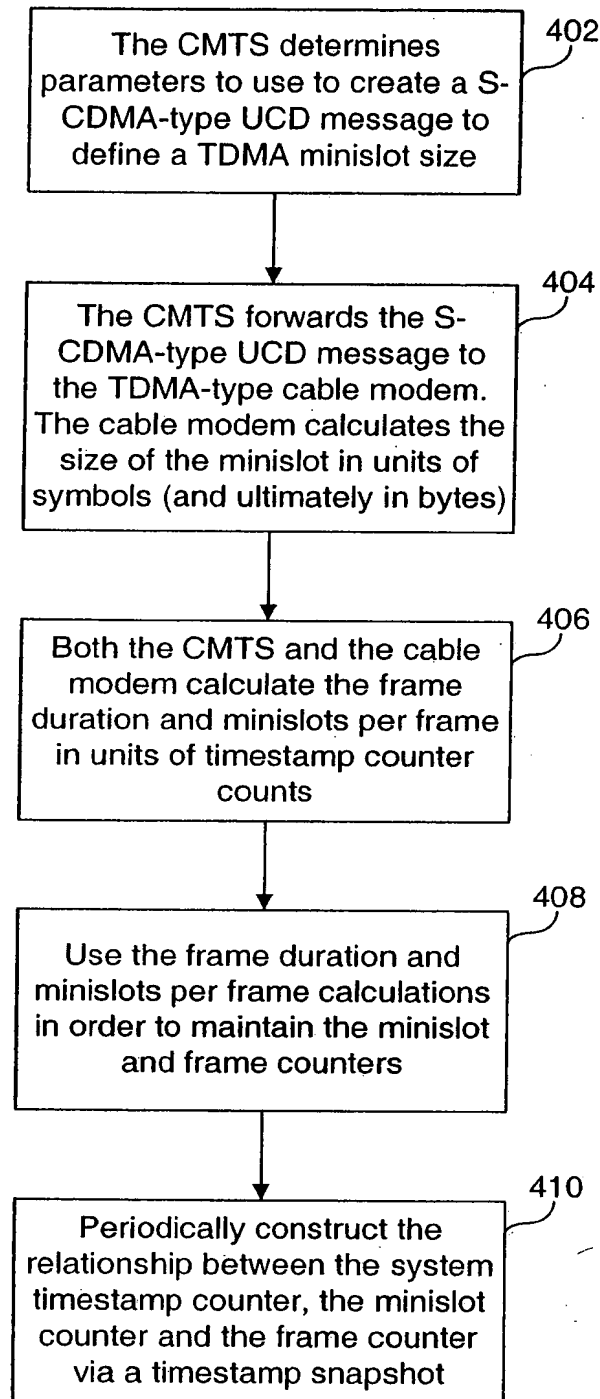 402
The CMTS determines
parameters to use to create a S-
CDMA-type UCD message to
define a TDMA minislot size
404
The CMTS forwards the S-
CDMA-type UCD message to
the TDMA-type cable modem.
The cable modem calculates the
size of the minislot in units of
symbols (and ultimately in bytes)
406
Both the CMTS and the cable
modem calculate the frame
duration and minislots per frame
in units of timestamp counter
counts
408
Use the frame duration and
minislots per frame calculations
in order to maintain the minislot
and frame counters
410
Periodically construct the
relationship between the system
timestamp counter, the minislot
counter and the frame counter
via a timestamp snapshot